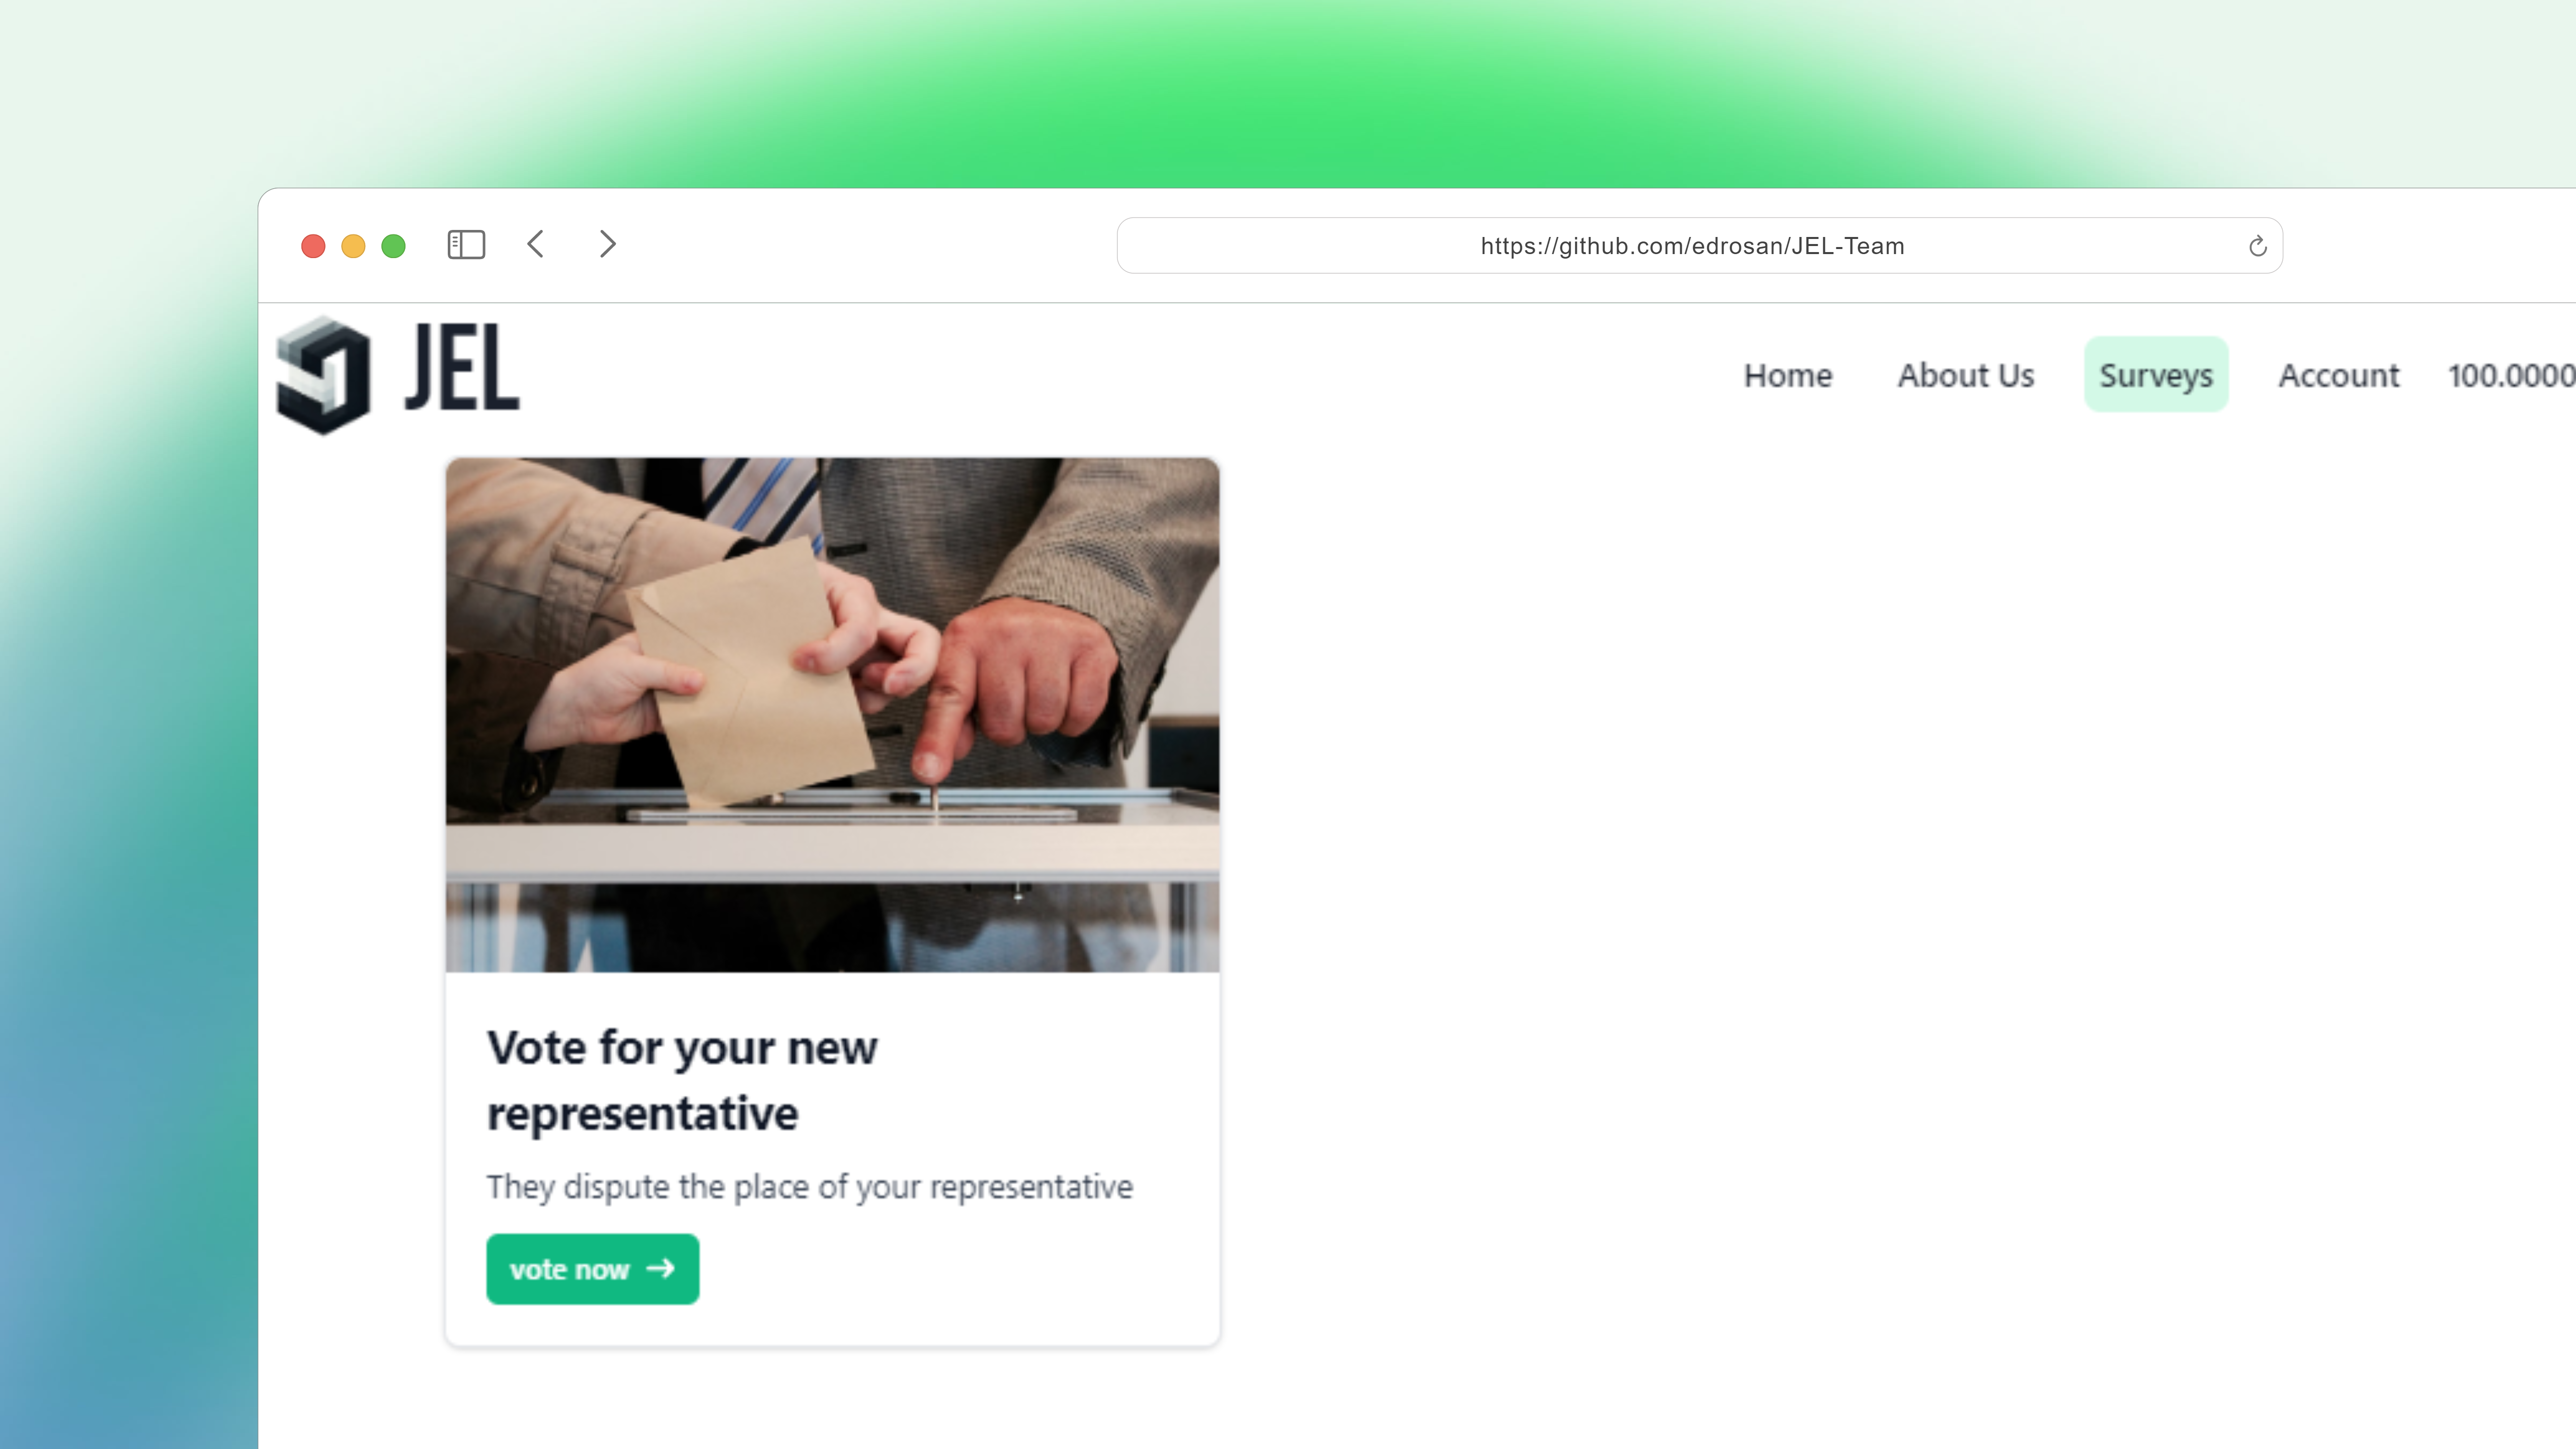 https://github.com/edrosan/JEL-Team
JEL
Home
About Us
Surveys
Account
100.0000
Vote for your new
representative
They dispute the place of your representative
vote now